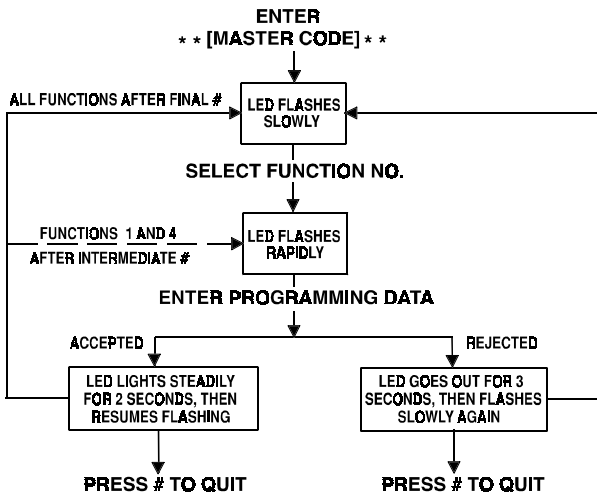 ENTER
* * [MASTER CODE] * *
ALL FUNCTIONS AFTER FINAL #
LED FLASHES
SLOWLY
SELECT FUNCTION NO.
FUNCTIONS 1 AND 4
AFTER INTERMEDIATE #
LED FLASHES
RAPIDLY
ENTER PROGRAMMING DATA
ACCEPTED
REJECTED
LED LIGHTS STEADILY
FOR 2 SECONDS, THEN
RESUMES FLASHING
LED GOES OUT FOR 3
SECONDS, THEN FLASHES
SLOWLY AGAIN
PRESS # TO QUIT
PRESS # TO QUIT